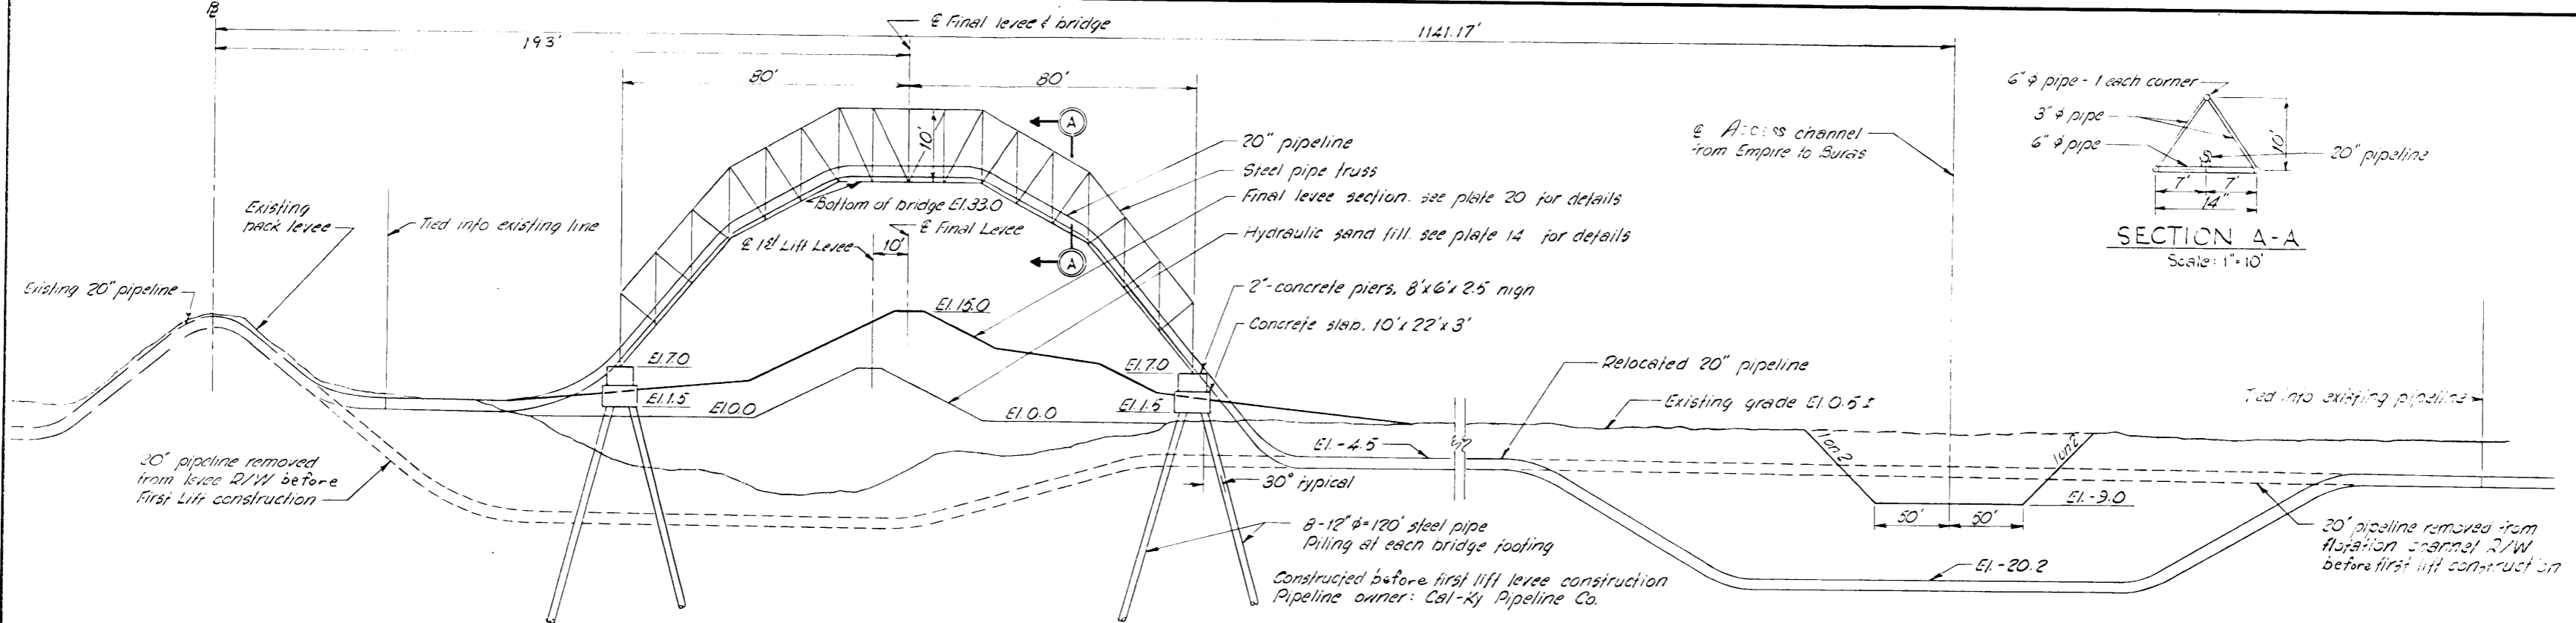 ℄ Final levee & bridge
193'
1141.17'
80'
80'
10'
20" pipeline
Steel pipe truss
Final levee section. see plate 20 for details
Hydraulic sand fill. see plate 14 for details
Bottom of bridge El.33.0
℄ Final Levee
℄ 1st Lift Levee
10'
A
A
Existing
back levee
Tied into existing line
Existing 20" pipeline
20" pipeline removed
from levee R/W before
First Lift construction
El.7.0
El.1.5
El.0.0
El.15.0
El.0.0
El.7.0
El.1.5
2"-concrete piers, 8'x6'x2.5 high
Concrete slab, 10'x22'x3'
El.-4.5
30° typical
8-12"ϕ=120' steel pipe
Piling at each bridge footing
Constructed before first lift levee construction
Pipeline owner: Cal-Ky Pipeline Co.
Relocated 20" pipeline
Existing grade El.0.5±
℄ Access channel
from Empire to Buras
1 on 2
1 on 2
50'
50'
El.-9.0
El.-20.2
Tied into existing pipeline
20" pipeline removed from
flotation channel R/W
before first lift construction
6"ϕ pipe - 1 each corner
3"ϕ pipe
6"ϕ pipe
20" pipeline
10'
7'
7'
14"
SECTION A-A
Scale: 1"=10'